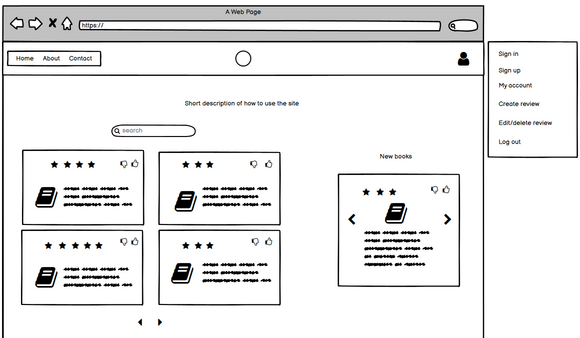 A Web Page
https://
Home About Contact
Sign in
Sign up
My account
Create review
Edit/delete review
Log out
Short description of how to use the site
search
New books